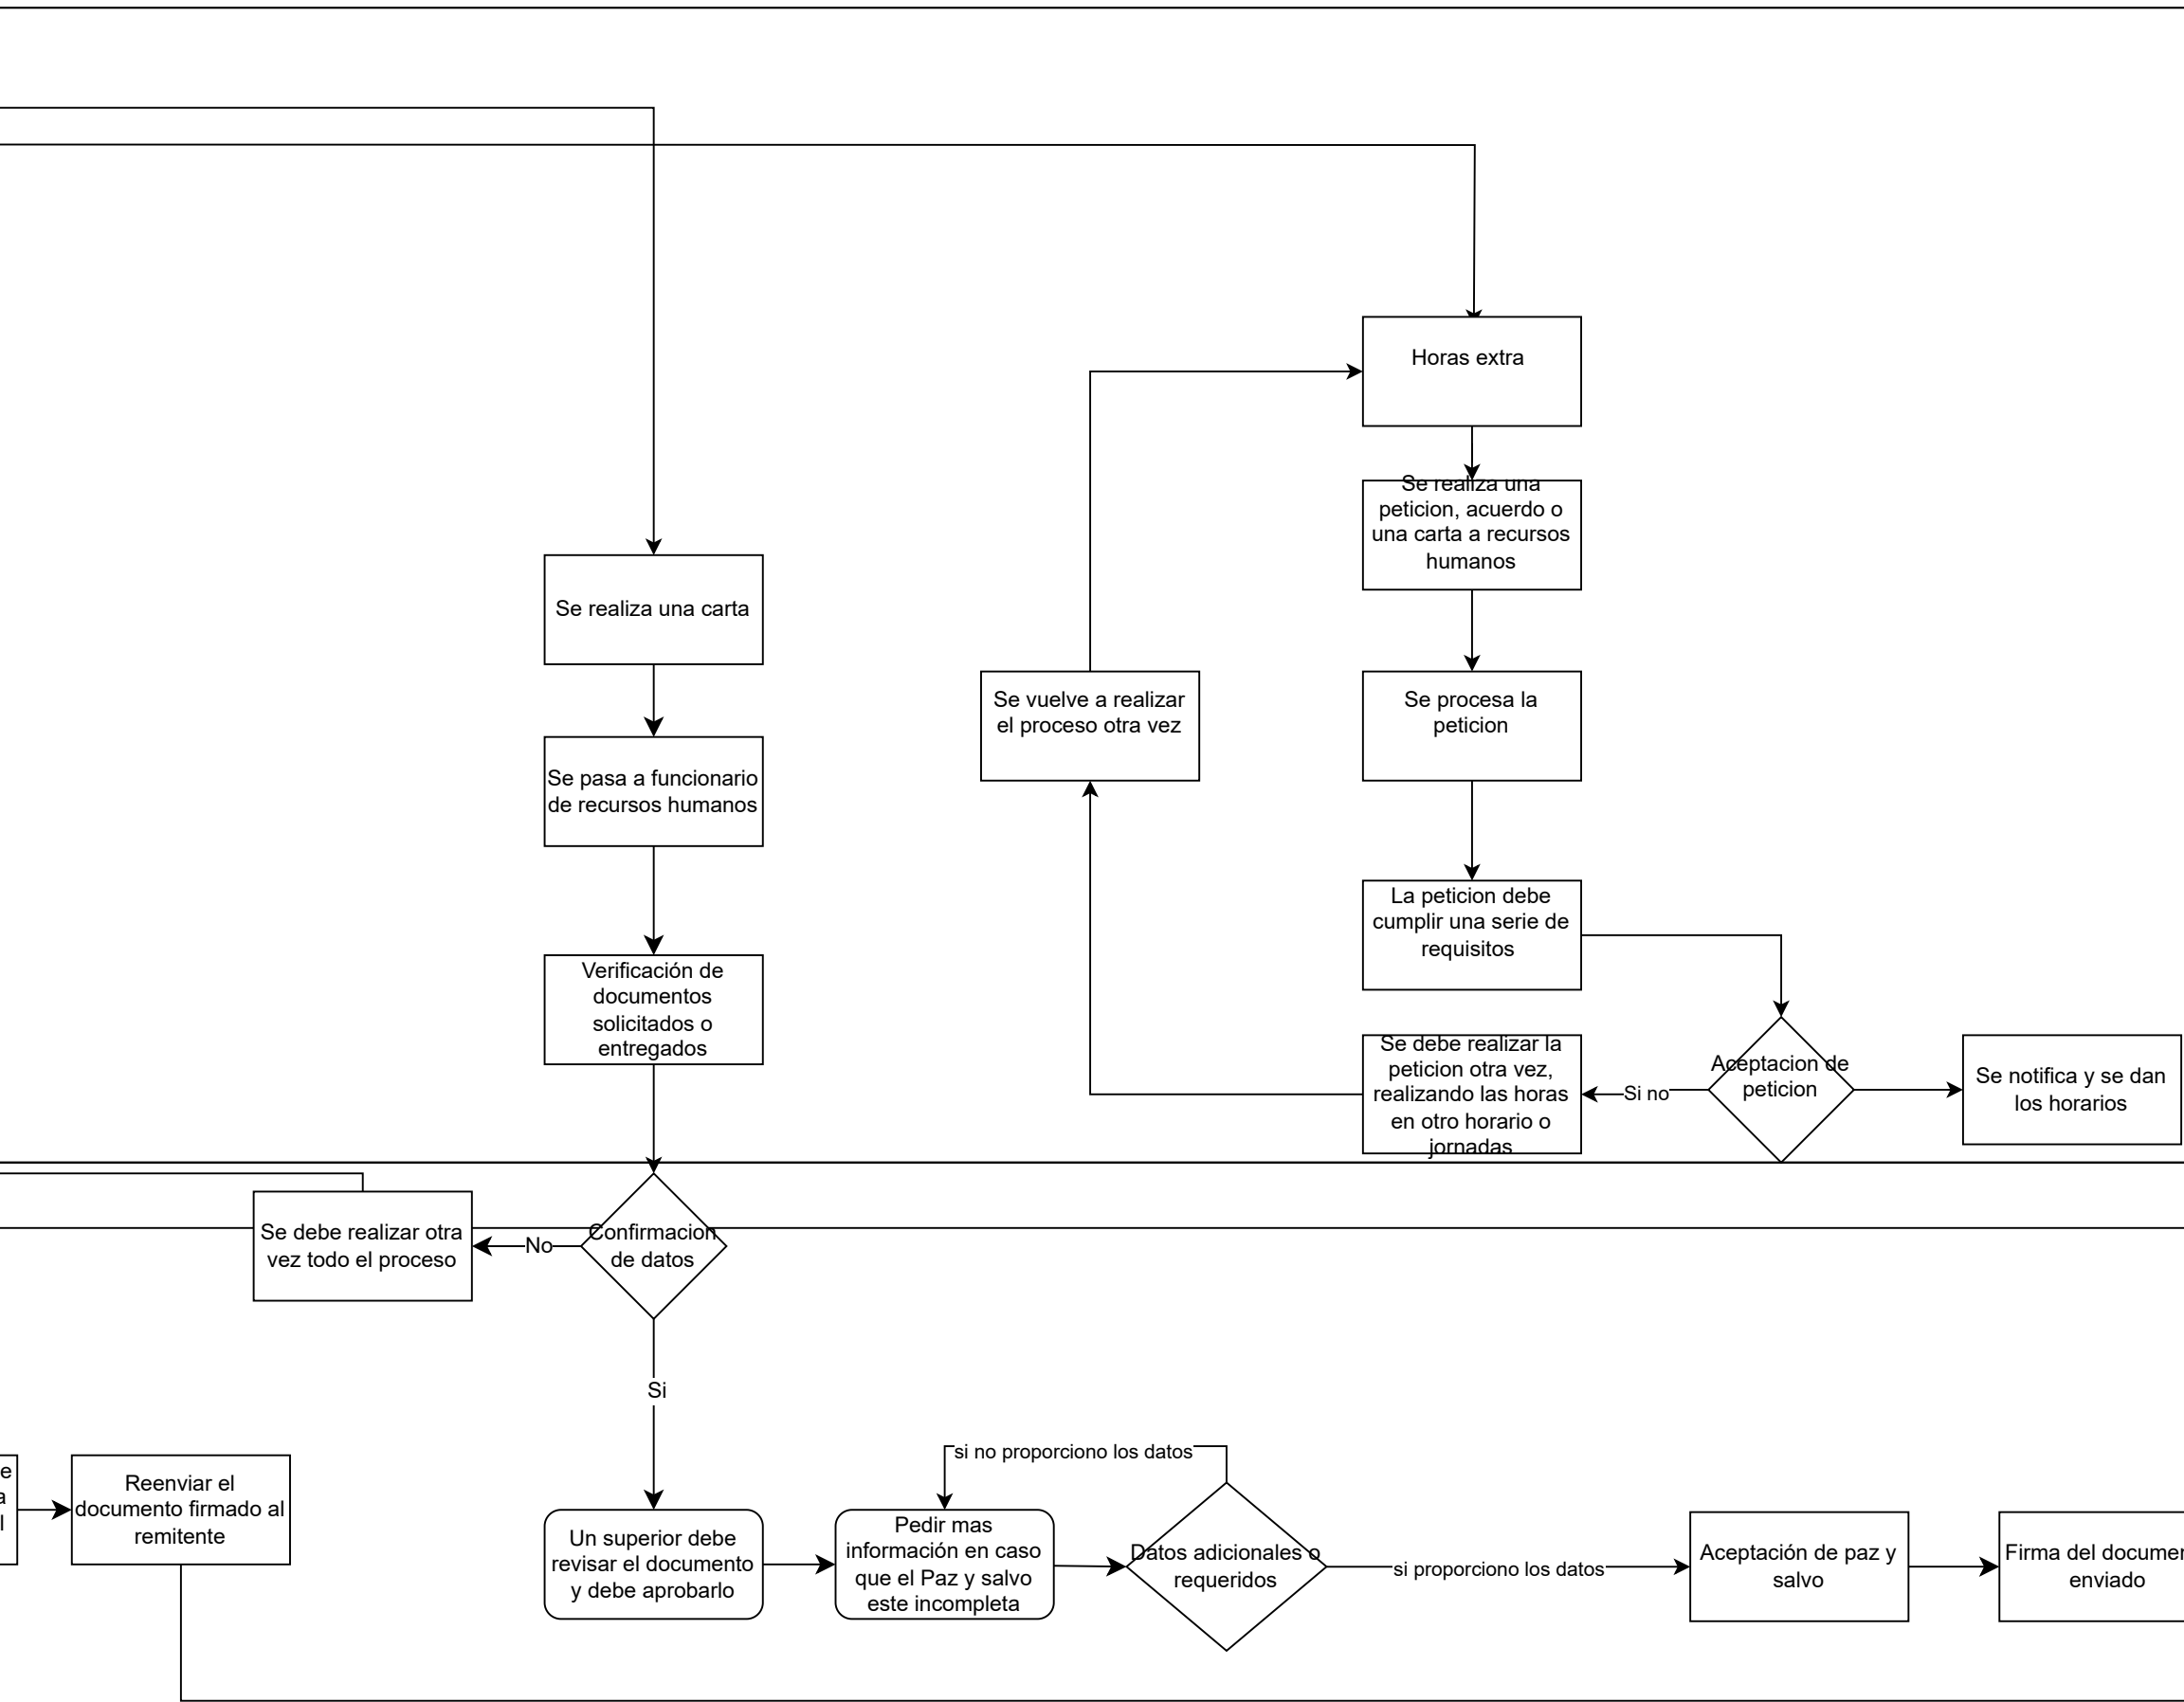 Horas extra
Se realiza una
peticion, acuerdo o
una carta a recursos
humanos
Se realiza una carta
Se vuelve a realizar
el proceso otra vez
Se procesa la
peticion
Se pasa a funcionario
de recursos humanos
La peticion debe
cumplir una serie de
requisitos
Verificación de
documentos
solicitados o
entregados
Se debe realizar la
peticion otra vez,
realizando las horas
en otro horario o
jornadas
Si no
Aceptacion de
peticion
Se notifica y se dan
los horarios
Se debe realizar otra
vez todo el proceso
No
Confirmacion
de datos
Si
si no proporciono los datos
Reenviar el
documento firmado al
remitente
Un superior debe
revisar el documento
y debe aprobarlo
Pedir mas
información en caso
que el Paz y salvo
este incompleta
Datos adicionales o
requeridos
si proporciono los datos
Aceptación de paz y
salvo
Firma del
enviado